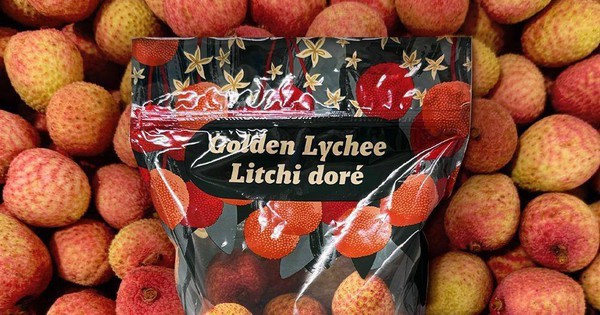 Golden Lychee
Litchi doré